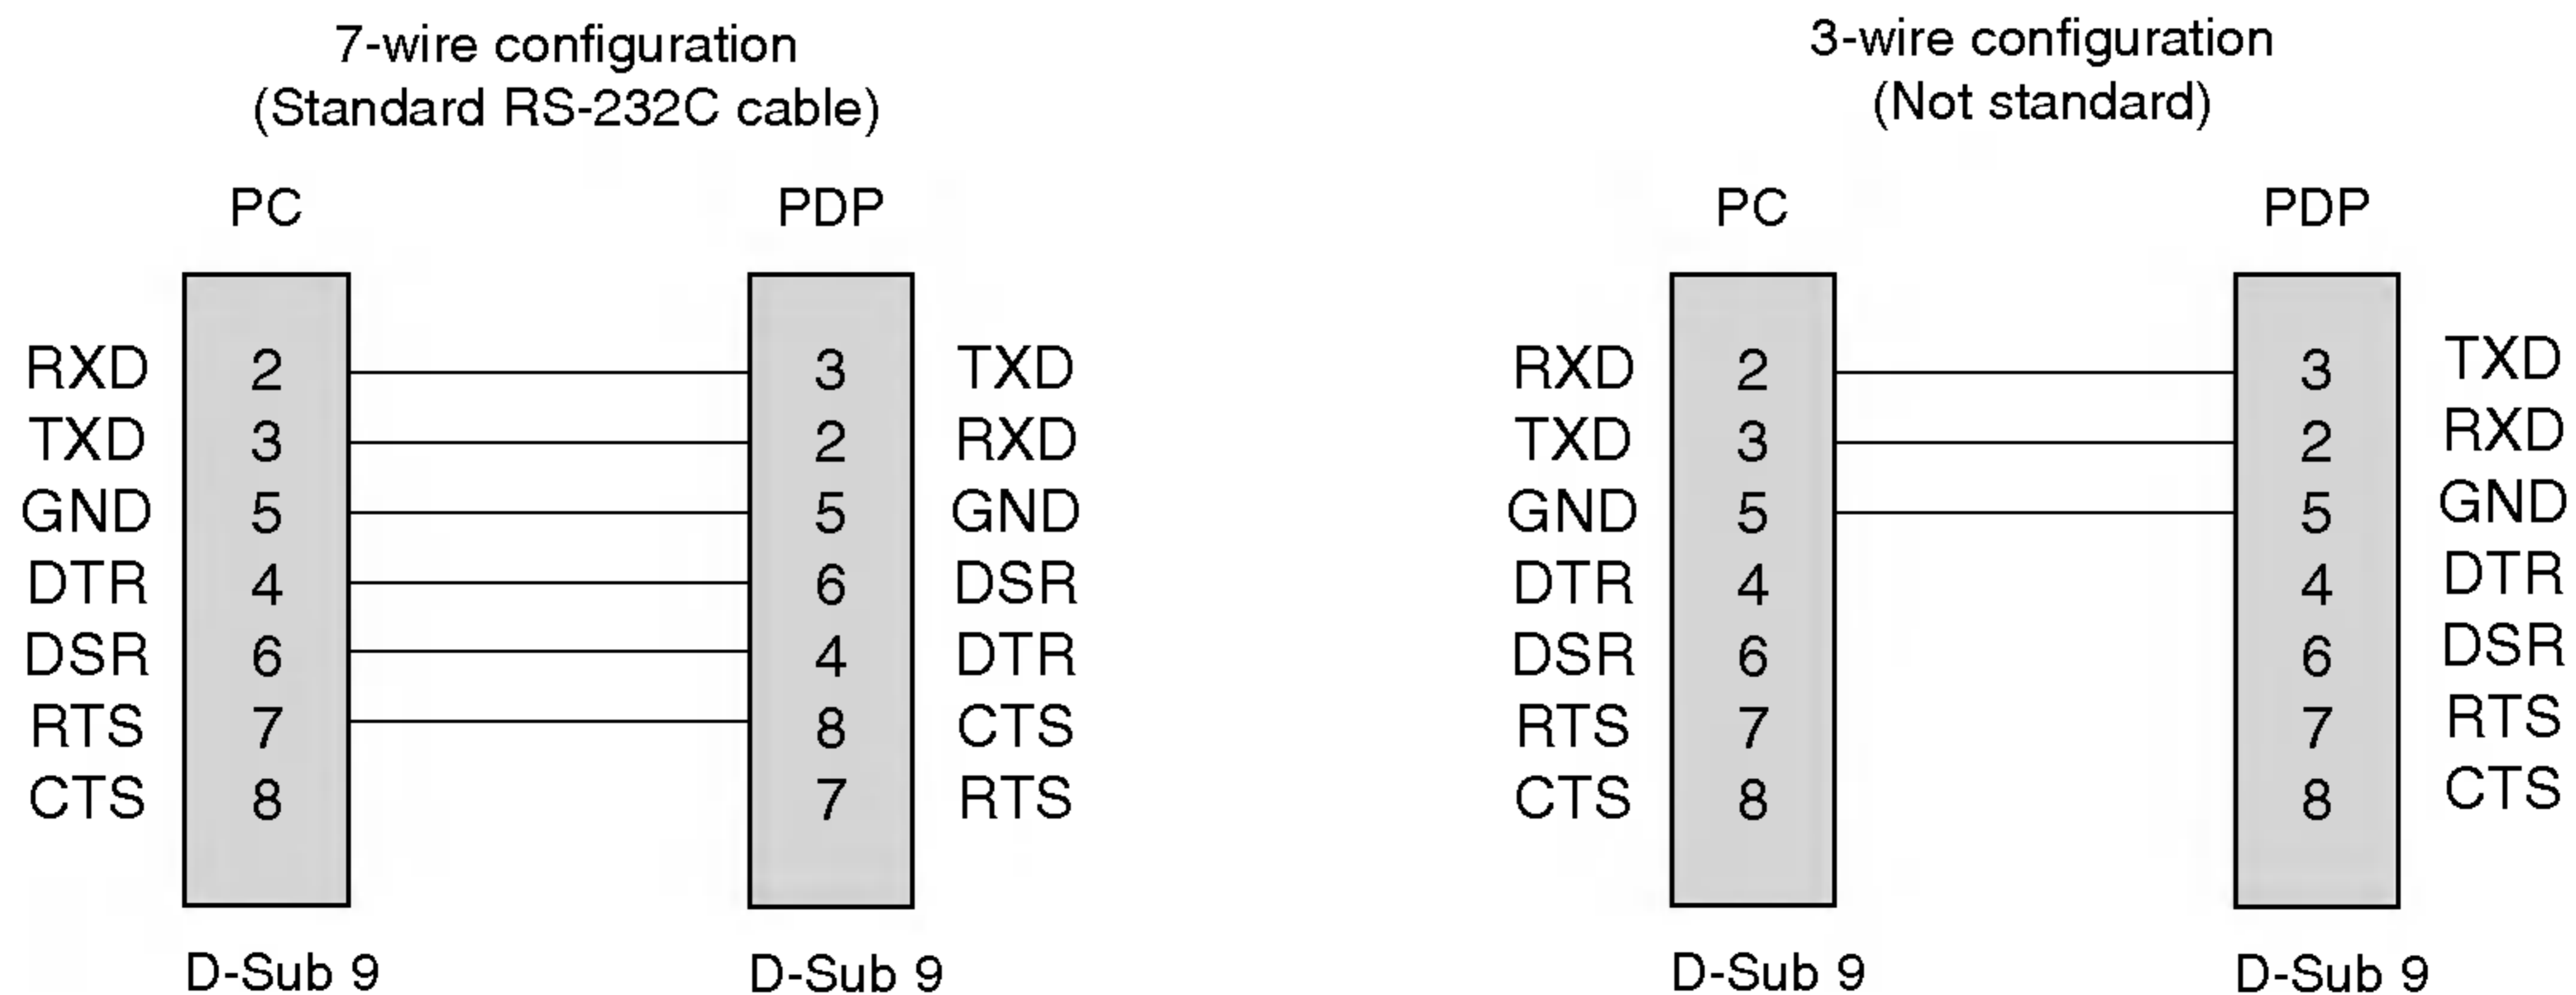 7-wire configuration
(Standard RS-232C cable)
PC PDP
RXD 2 3 TXD
TXD 3 2 RXD
GND 5 5 GND
DTR 4 6 DSR
DSR 6 4 DTR
RTS 7 8 CTS
CTS 8 7 RTS
D-Sub 9 D-Sub 9
3-wire configuration
(Not standard)
PC PDP
RXD 2 3 TXD
TXD 3 2 RXD
GND 5 5 GND
DTR 4 4 DTR
DSR 6 6 DSR
RTS 7 7 RTS
CTS 8 8 CTS
D-Sub 9 D-Sub 9